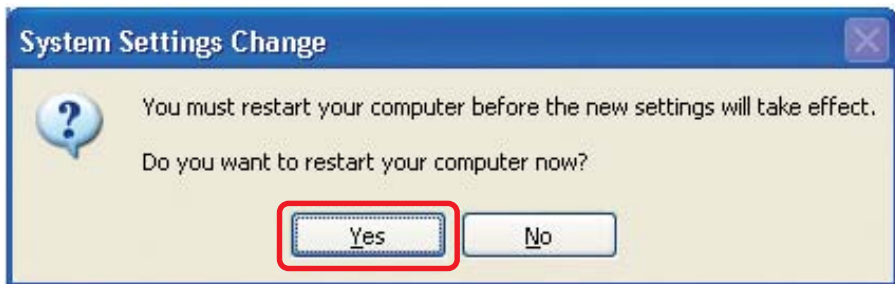 System Settings Change
You must restart your computer before the new settings will take effect.
Do you want to restart your computer now?
Yes No